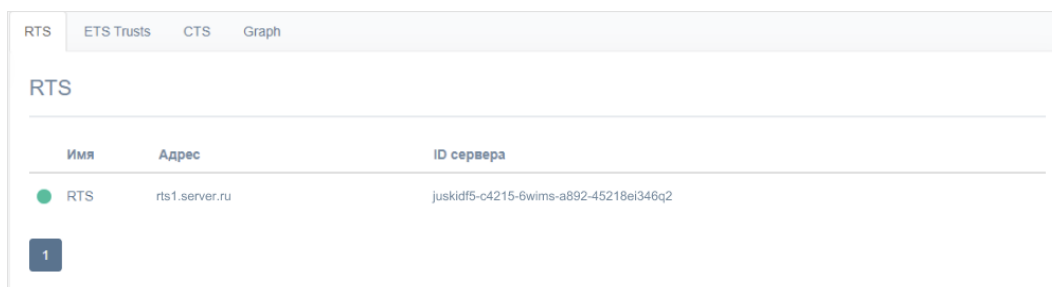 RTS ETS Trusts CTS Graph
RTS
Имя Адрес ID сервера
RTS rts1.server.ru juskidf5-c4215-6wims-a892-45218ei346q2
1